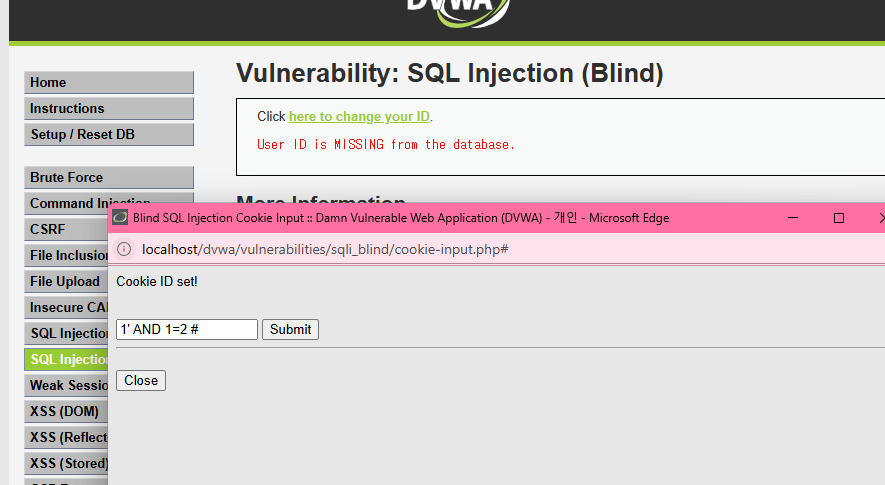 DVWA
Vulnerability: SQL Injection (Blind)
Home
Instructions
Setup / Reset DB
Click here to change your ID.
User ID is MISSING from the database.
More Information
Brute Force
Command Injection
CSRF
File Inclusion
File Upload
Insecure CA
SQL Injection
SQL Injection
Weak Sessio
XSS (DOM)
XSS (Reflect
XSS (Stored)
Blind SQL Injection Cookie Input :: Damn Vulnerable Web Application (DVWA) - 개인 - Microsoft Edge
localhost/dvwa/vulnerabilities/sqli_blind/cookie-input.php#
Cookie ID set!
1' AND 1=2 #
Submit
Close